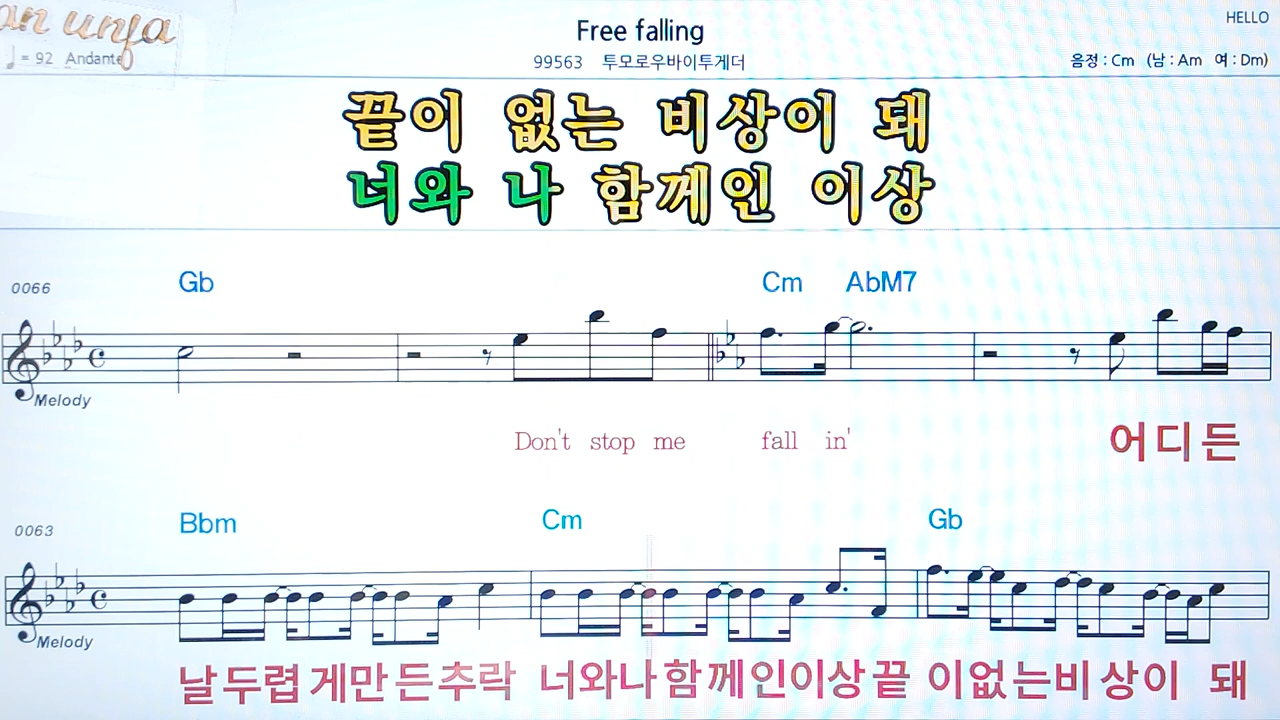 an unfa
Free falling
HELLO
♩ = 92 Andante
99563 투모로우바이투게더
음정 : Cm (남 : Am 여 : Dm)
끝이 없는 비상이 돼
너와 나 함께인 이상
Gb Cm AbM7
0066
Melody
Don't stop me fall in' 어디든
Bbm Cm Gb
0063
Melody
날두렵게만든추락 너와나함께인이상끝 이없는비상이 돼